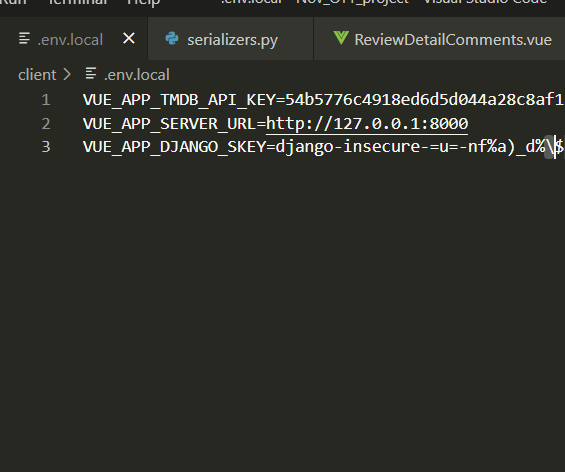 Terminal Help .env.local - Nov_OTT_project - Visual Studio Code
.env.local serializers.py ReviewDetailComments.vue
client > .env.local
1 VUE_APP_TMDB_API_KEY=54b5776c4918ed6d5d044a28c8af1
2 VUE_APP_SERVER_URL=http://127.0.0.1:8000
3 VUE_APP_DJANGO_SKEY=django-insecure-=u=-nf%a)_d%\$